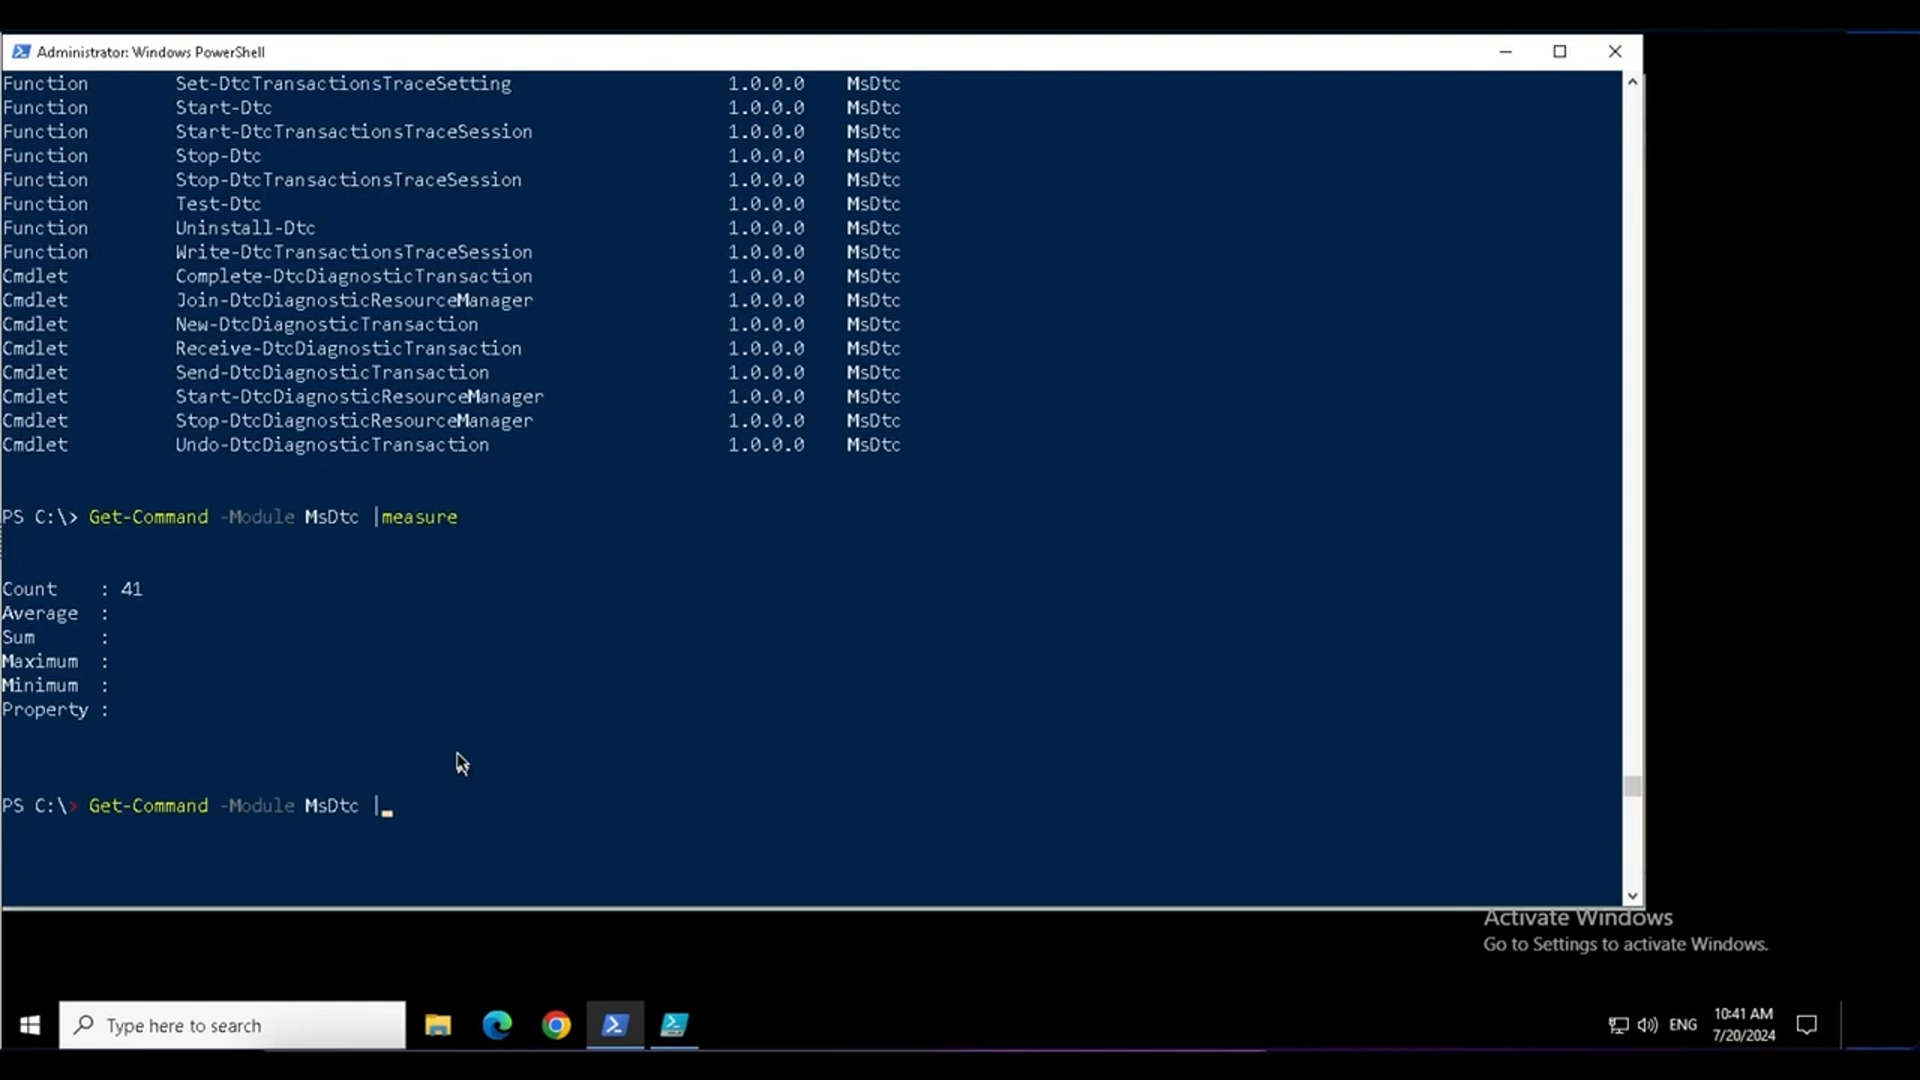 Administrator: Windows PowerShell
Function Set-DtcTransactionsTraceSetting 1.0.0.0 MsDtc
Function Start-Dtc 1.0.0.0 MsDtc
Function Start-DtcTransactionsTraceSession 1.0.0.0 MsDtc
Function Stop-Dtc 1.0.0.0 MsDtc
Function Stop-DtcTransactionsTraceSession 1.0.0.0 MsDtc
Function Test-Dtc 1.0.0.0 MsDtc
Function Uninstall-Dtc 1.0.0.0 MsDtc
Function Write-DtcTransactionsTraceSession 1.0.0.0 MsDtc
Cmdlet Complete-DtcDiagnosticTransaction 1.0.0.0 MsDtc
Cmdlet Join-DtcDiagnosticResourceManager 1.0.0.0 MsDtc
Cmdlet New-DtcDiagnosticTransaction 1.0.0.0 MsDtc
Cmdlet Receive-DtcDiagnosticTransaction 1.0.0.0 MsDtc
Cmdlet Send-DtcDiagnosticTransaction 1.0.0.0 MsDtc
Cmdlet Start-DtcDiagnosticResourceManager 1.0.0.0 MsDtc
Cmdlet Stop-DtcDiagnosticResourceManager 1.0.0.0 MsDtc
Cmdlet Undo-DtcDiagnosticTransaction 1.0.0.0 MsDtc
PS C:\> Get-Command -Module MsDtc |measure
Count : 41
Average :
Sum :
Maximum :
Minimum :
Property :
PS C:\> Get-Command -Module MsDtc |
Activate Windows
Go to Settings to activate Windows.
Type here to search
ENG
10:41 AM
7/20/2024